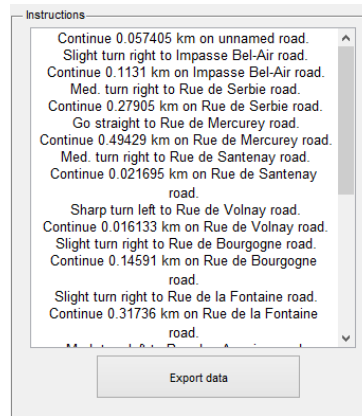 Instructions
Continue 0.057405 km on unnamed road.
Slight turn right to Impasse Bel-Air road.
Continue 0.1131 km on Impasse Bel-Air road.
Med. turn right to Rue de Serbie road.
Continue 0.27905 km on Rue de Serbie road.
Go straight to Rue de Mercurey road.
Continue 0.49429 km on Rue de Mercurey road.
Med. turn right to Rue de Santenay road.
Continue 0.021695 km on Rue de Santenay
road.
Sharp turn left to Rue de Volnay road.
Continue 0.016133 km on Rue de Volnay road.
Slight turn right to Rue de Bourgogne road.
Continue 0.14591 km on Rue de Bourgogne
road.
Slight turn right to Rue de la Fontaine road.
Continue 0.31736 km on Rue de la Fontaine
road.
Export data